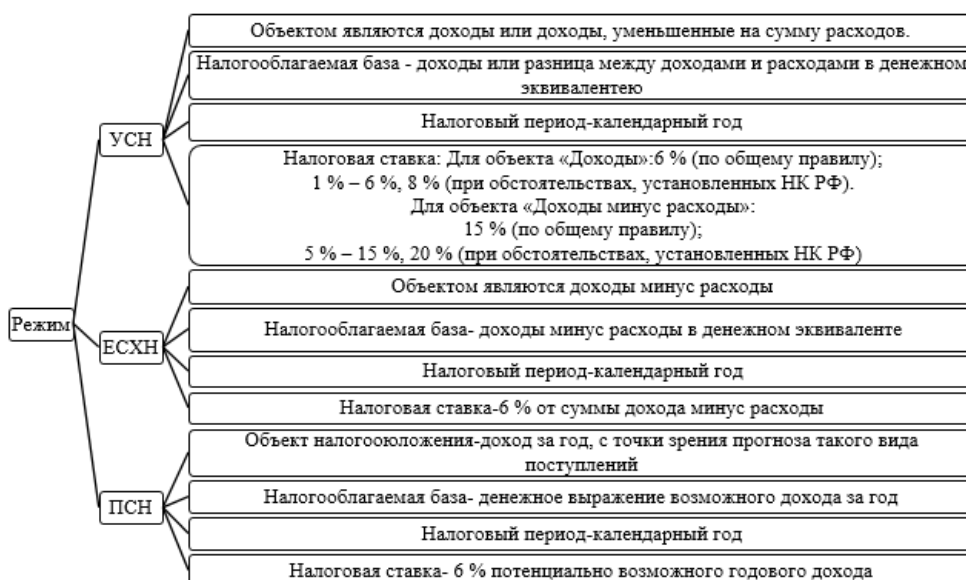 Объектом являются доходы или доходы, уменьшенные на сумму расходов.
Налогооблагаемая база - доходы или разница между доходами и расходами в денежном
эквивалентею
Налоговый период-календарный год
УСН
Налоговая ставка: Для объекта «Доходы»:6 % (по общему правилу);
1 % – 6 %, 8 % (при обстоятельствах, установленных НК РФ).
Для объекта «Доходы минус расходы»:
15 % (по общему правилу);
5 % – 15 %, 20 % (при обстоятельствах, установленных НК РФ)
Режим
Объектом являются доходы минус расходы
Налогооблагаемая база- доходы минус расходы в денежном эквиваленте
ЕСХН
Налоговый период-календарный год
Налоговая ставка-6 % от суммы дохода минус расходы
Объект налогооюложения-доход за год, с точки зрения прогноза такого вида
поступлений
Налогооблагаемая база- денежное выражение возможного дохода за год
ПСН
Налоговый период-календарный год
Налоговая ставка- 6 % потенциально возможного годового дохода